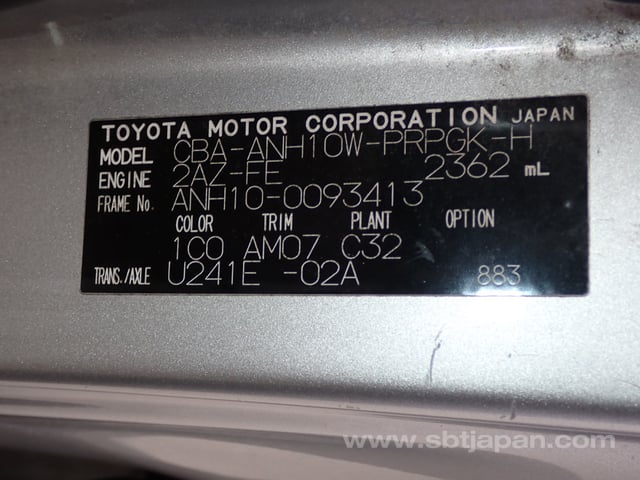 TOYOTA MOTOR CORPORATION JAPAN
MODEL CBA-ANH10W-PRPGK-H
ENGINE 2AZ-FE 2362 mL
FRAME No. ANH10-0093413
COLOR TRIM PLANT OPTION
1C0 AM07 C32
TRANS./AXLE U241E -02A 883
www.sbtjapan.com